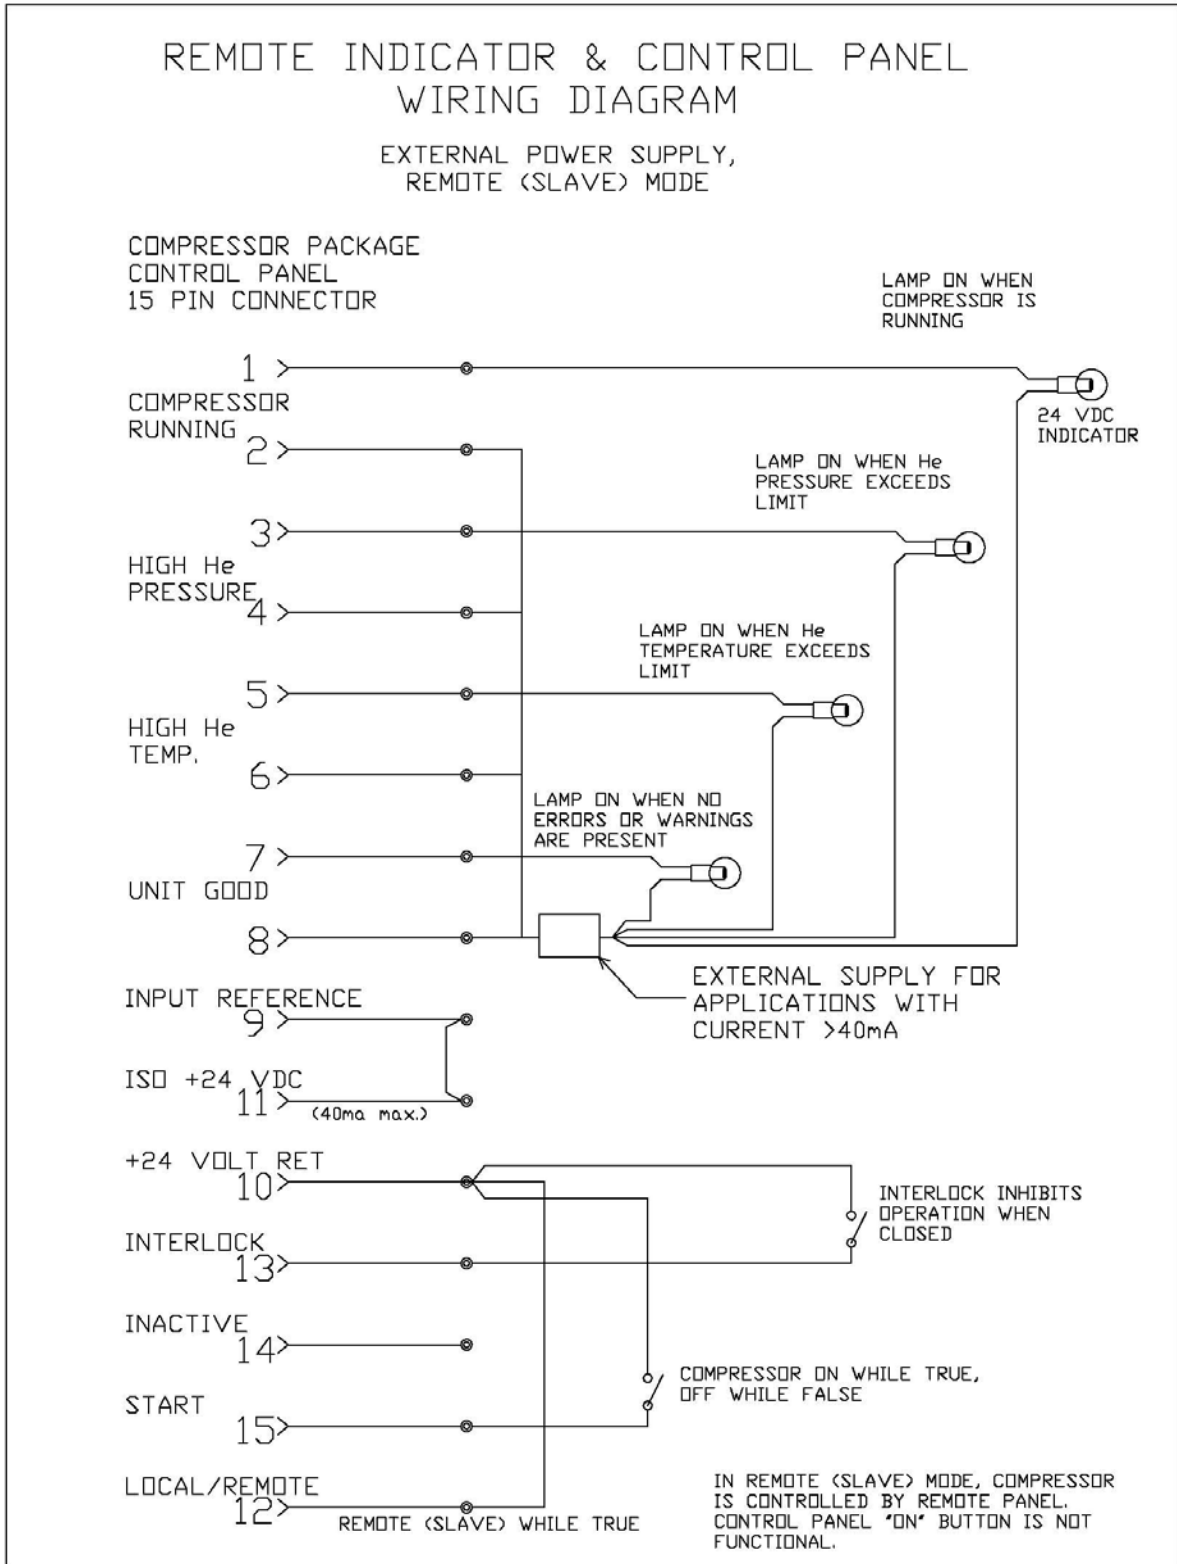 REMOTE INDICATOR & CONTROL PANEL
WIRING DIAGRAM
EXTERNAL POWER SUPPLY,
REMOTE (SLAVE) MODE
COMPRESSOR PACKAGE
CONTROL PANEL
15 PIN CONNECTOR
LAMP ON WHEN
COMPRESSOR IS
RUNNING
1
COMPRESSOR
RUNNING
2
24 VDC
INDICATOR
LAMP ON WHEN He
PRESSURE EXCEEDS
LIMIT
3
HIGH He
PRESSURE
4
LAMP ON WHEN He
TEMPERATURE EXCEEDS
LIMIT
5
HIGH He
TEMP.
6
LAMP ON WHEN NO
ERRORS OR WARNINGS
ARE PRESENT
7
UNIT GOOD
8
EXTERNAL SUPPLY FOR
APPLICATIONS WITH
CURRENT >40mA
INPUT REFERENCE
9
ISO +24 VDC
11
(40ma max.)
+24 VOLT RET
10
INTERLOCK INHIBITS
OPERATION WHEN
CLOSED
INTERLOCK
13
INACTIVE
14
COMPRESSOR ON WHILE TRUE,
OFF WHILE FALSE
START
15
LOCAL/REMOTE
12
REMOTE (SLAVE) WHILE TRUE
IN REMOTE (SLAVE) MODE, COMPRESSOR
IS CONTROLLED BY REMOTE PANEL.
CONTROL PANEL "ON" BUTTON IS NOT
FUNCTIONAL.